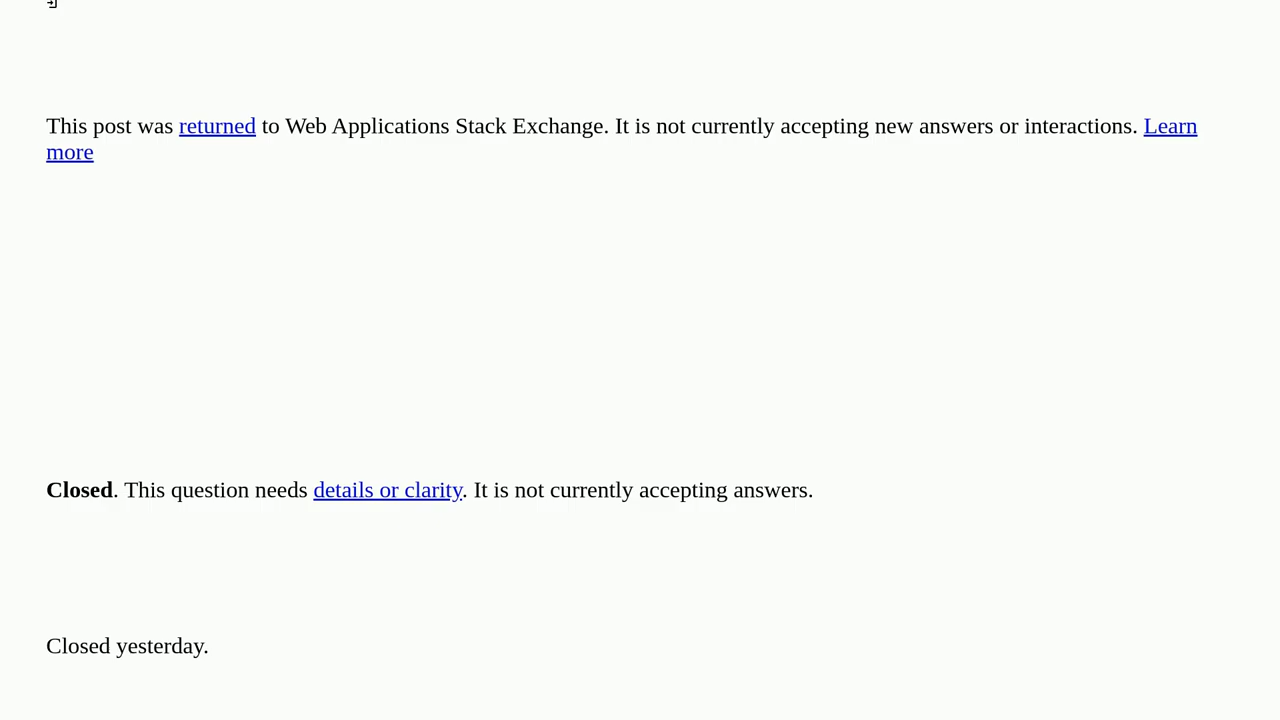 This post was returned to Web Applications Stack Exchange. It is not currently accepting new answers or interactions. Learn
more
Closed. This question needs details or clarity. It is not currently accepting answers.
Closed yesterday.